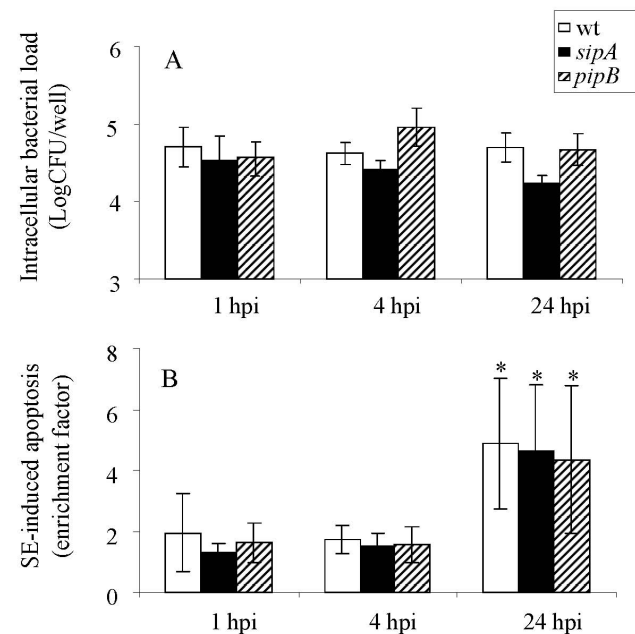 wt
sipA
pipB
A
Intracellular bacterial load
(LogCFU/well)
6
5
4
3
1 hpi 4 hpi 24 hpi
B
SE-induced apoptosis
(enrichment factor)
8
6
4
2
0
* * *
1 hpi 4 hpi 24 hpi